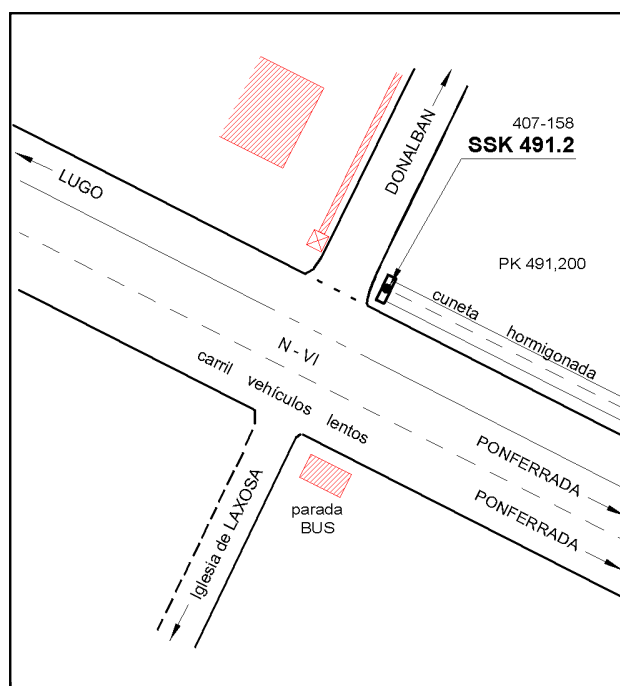 407-158
SSK 491.2
DONALBAN
LUGO
PK 491,200
cuneta hormigonada
N - VI
carril vehículos lentos
PONFERRADA
PONFERRADA
Iglesia de LAXOSA
parada
BUS